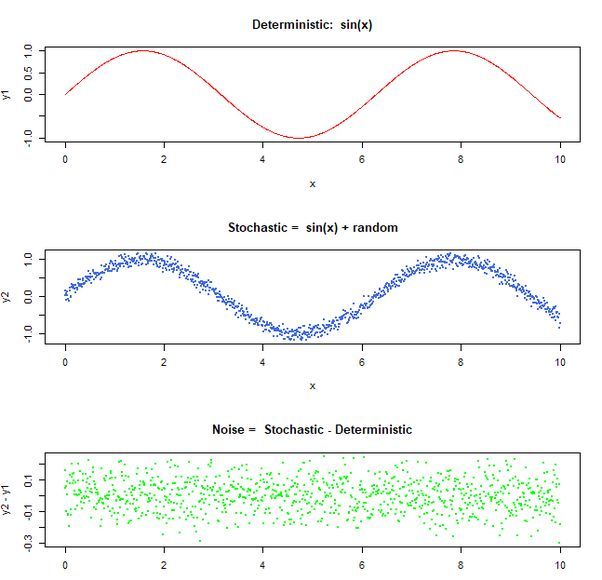 Deterministic:  sin(x)
1.0
0.5
0.0
-1.0
y1
0 2 4 6 8 10
x
Stochastic =  sin(x) + random
1.0
0.0
-1.0
y2
0 2 4 6 8 10
x
Noise =  Stochastic - Deterministic
0.1
-0.1
-0.3
y2 - y1
0 2 4 6 8 10